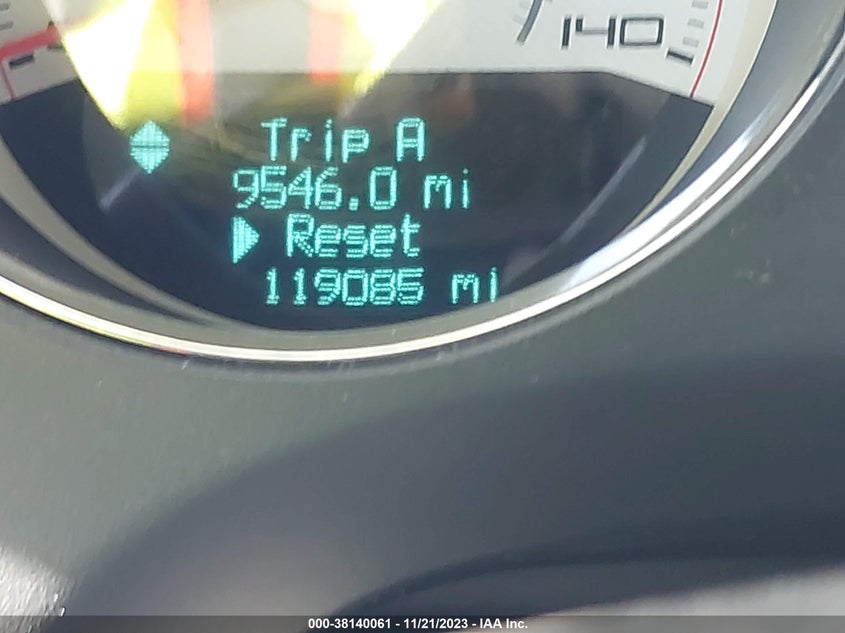 140
Trip A
9546.0 mi
Reset
119085 mi
000-38140061 - 11/21/2023 - IAA Inc.